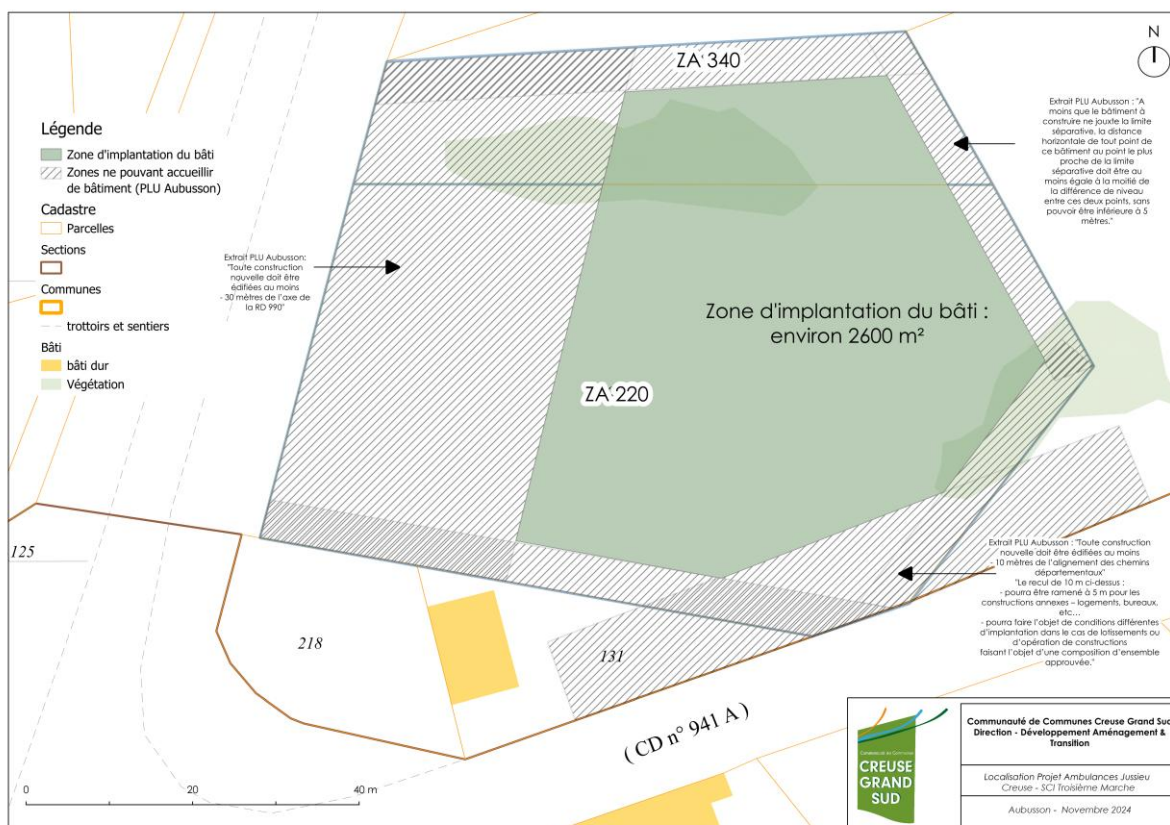 ZA 340
N
Légende
Zone d'implantation du bâti
Zones ne pouvant accueillir
de bâtiment (PLU Aubusson)
Cadastre
Parcelles
Sections
Communes
trottoirs et sentiers
Bâti
bâti dur
Végétation
Extrait PLU Aubusson : "A
moins que le bâtiment à
construire ne jouxte la limite
séparative, la distance
horizontale de tout point de
ce bâtiment au point le plus
proche de la limite
séparative doit être au
moins égale à la moitié de
la différence de niveau
entre ces deux points, sans
pouvoir être inférieure à 5
mètres."
Extrait PLU Aubusson:
"Toute construction
nouvelle doit être
édifiées au moins
- 30 mètres de l'axe de
la RD 990"
Zone d'implantation du bâti :
environ 2600 m²
ZA 220
125
218
131
( CD n° 941 A )
Extrait PLU Aubusson : "Toute construction
nouvelle doit être édifiées au moins
- 10 mètres de l'alignement des chemins
départementaux"
"Le recul de 10 m ci-dessus :
- pourra être ramené à 5 m pour les
constructions annexes – logements, bureaux,
etc…
- pourra faire l'objet de conditions différentes
d'implantation dans le cas de lotissements ou
d'opération de constructions
faisant l'objet d'une composition d'ensemble
approuvée."
0 20 40 m
Communauté de Communes
CREUSE
GRAND
SUD
Communauté de Communes Creuse Grand Sud
Direction - Développement Aménagement &
Transition
Localisation Projet Ambulances Jussieu
Creuse - SCI Troisième Marche
Aubusson - Novembre 2024